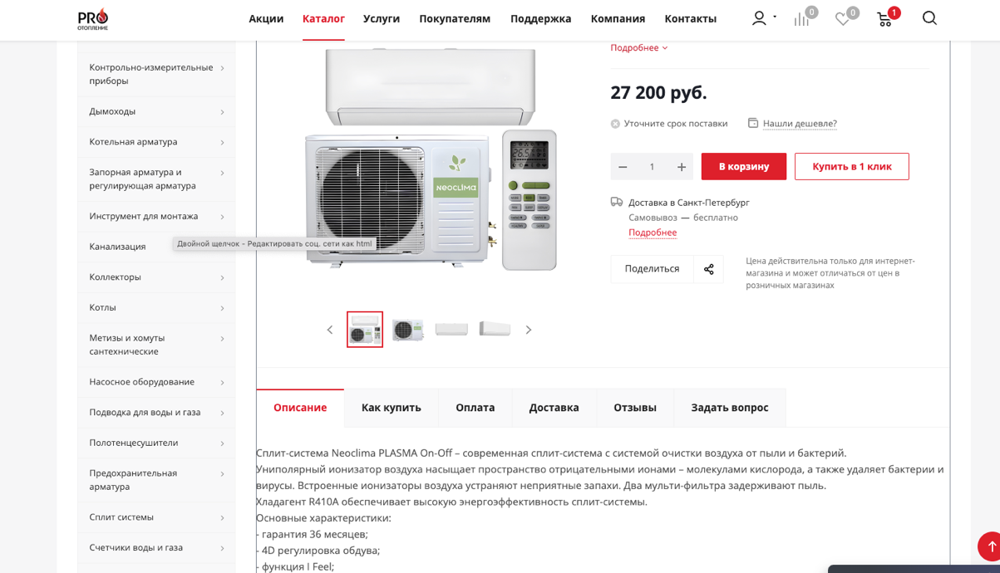 PRO
ОТОПЛЕНИЕ
Акции
Каталог
Услуги
Покупателям
Поддержка
Компания
Контакты
0
0
1
Контрольно-измерительные
приборы
Дымоходы
Котельная арматура
Запорная арматура и
регулирующая арматура
Инструмент для монтажа
Канализация
Двойной щелчок - Редактировать соц. сети как html
Коллекторы
Котлы
Метизы и хомуты
сантехнические
Насосное оборудование
Подводка для воды и газа
Полотенцесушители
Предохранительная
арматура
Сплит системы
Счетчики воды и газа
NEOCLIMA
Подробнее
27 200 руб.
Уточните срок поставки
Нашли дешевле?
1
В корзину
Купить в 1 клик
Доставка в Санкт-Петербург
Самовывоз — бесплатно
Подробнее
Поделиться
Цена действительна только для интернет-
магазина и может отличаться от цен в
розничных магазинах
Описание
Как купить
Оплата
Доставка
Отзывы
Задать вопрос
Сплит-система Neoclima PLASMA On-Off – современная сплит-система с системой очистки воздуха от пыли и бактерий.
Униполярный ионизатор воздуха насыщает пространство отрицательными ионами – молекулами кислорода, а также удаляет бактерии и
вирусы. Встроенные ионизаторы воздуха устраняют неприятные запахи. Два мульти-фильтра задерживают пыль.
Хладагент R410A обеспечивает высокую энергоэффективность сплит-системы.
Основные характеристики:
- гарантия 36 месяцев;
- 4D регулировка обдува;
- функция I Feel;